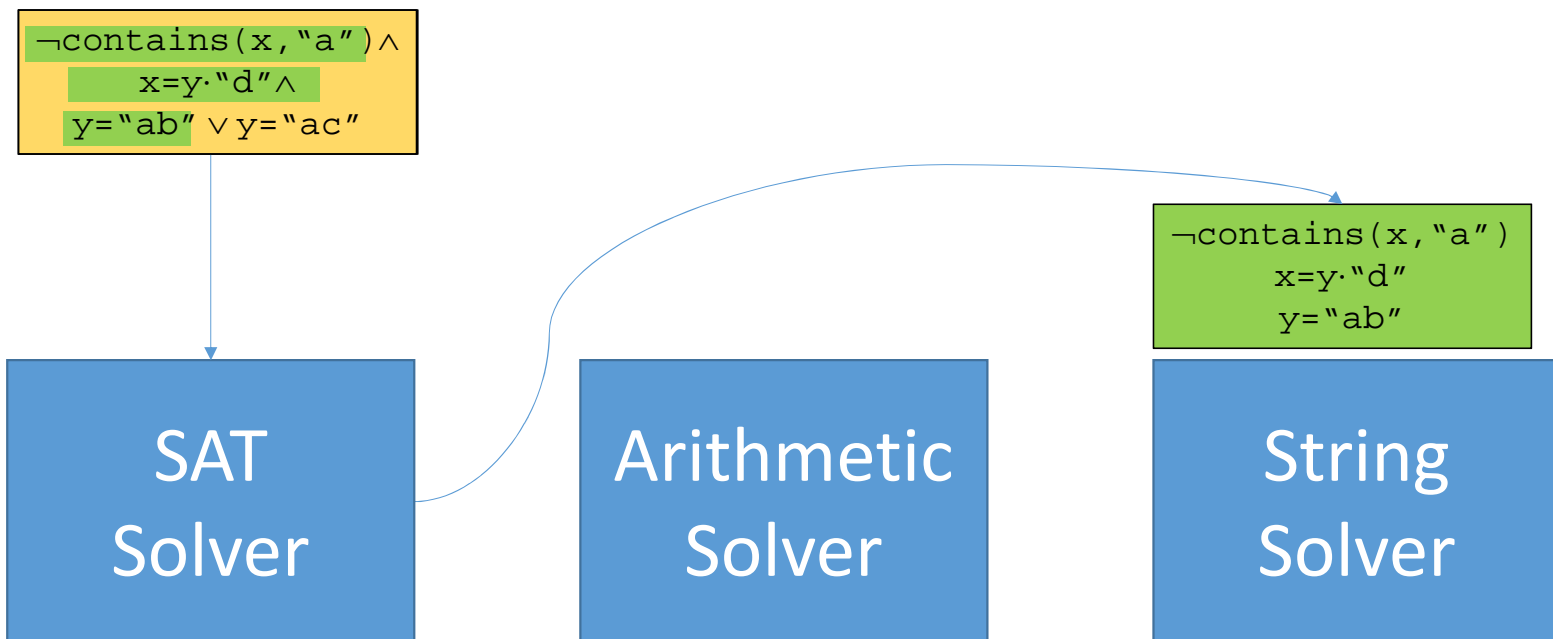 ¬contains(x,“a”)∧
x=y·“d”∧
y=“ab” ∨ y=“ac”
¬contains(x,“a”)
x=y·“d”
y=“ab”
SAT
Solver
Arithmetic
Solver
String
Solver